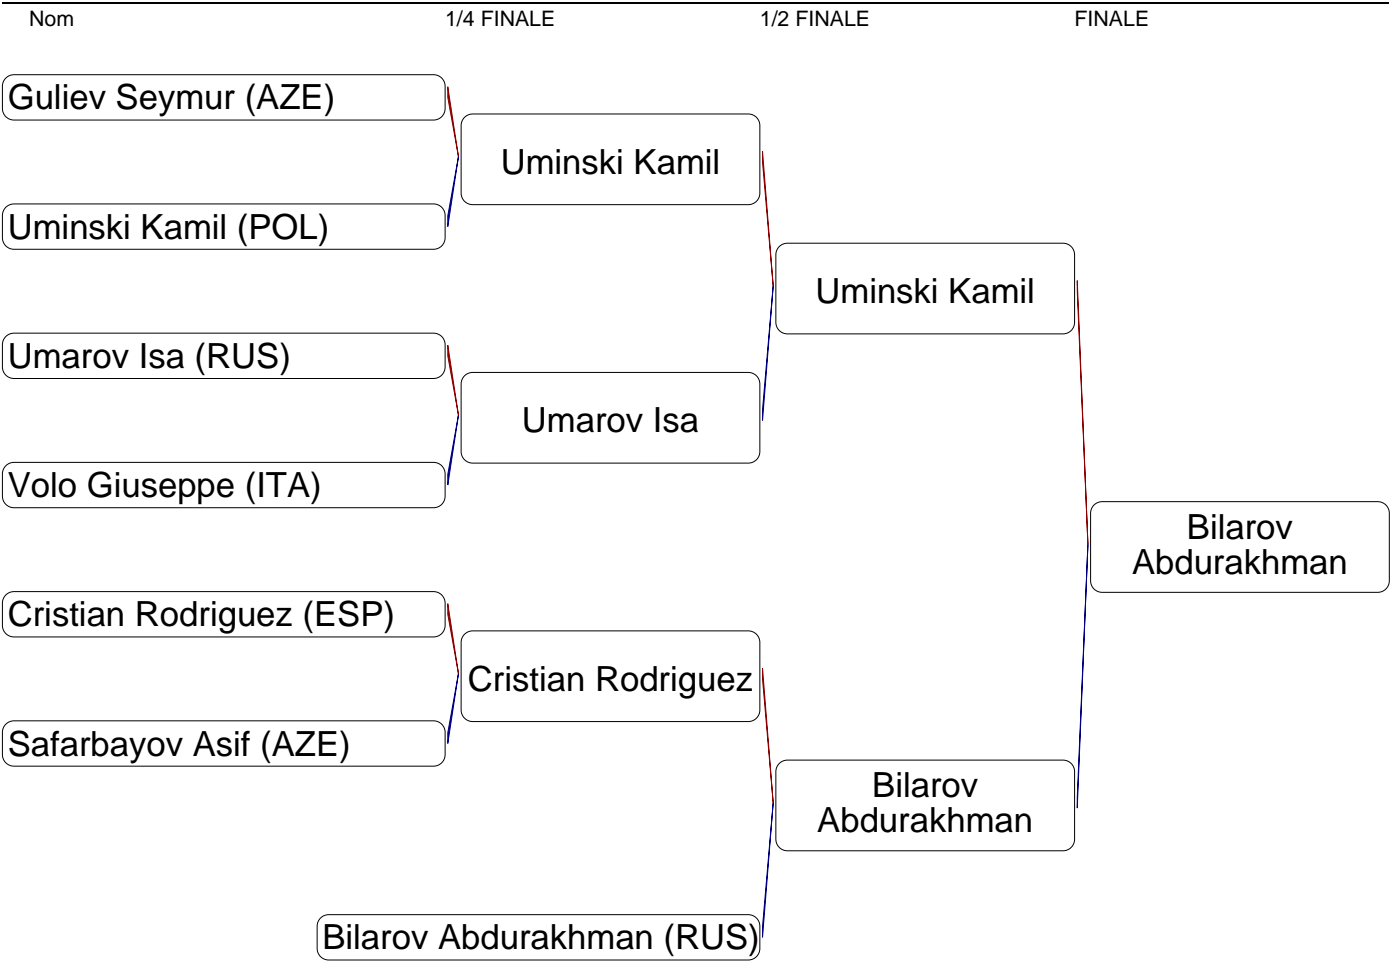 Nom 1/4 FINALE 1/2 FINALE FINALE
Guliev Seymur (AZE)
Uminski Kamil
Uminski Kamil (POL)
Uminski Kamil
Umarov Isa (RUS)
Umarov Isa
Volo Giuseppe (ITA)
Bilarov
Abdurakhman
Cristian Rodriguez (ESP)
Cristian Rodriguez
Safarbayov Asif (AZE)
Bilarov
Abdurakhman
Bilarov Abdurakhman (RUS)